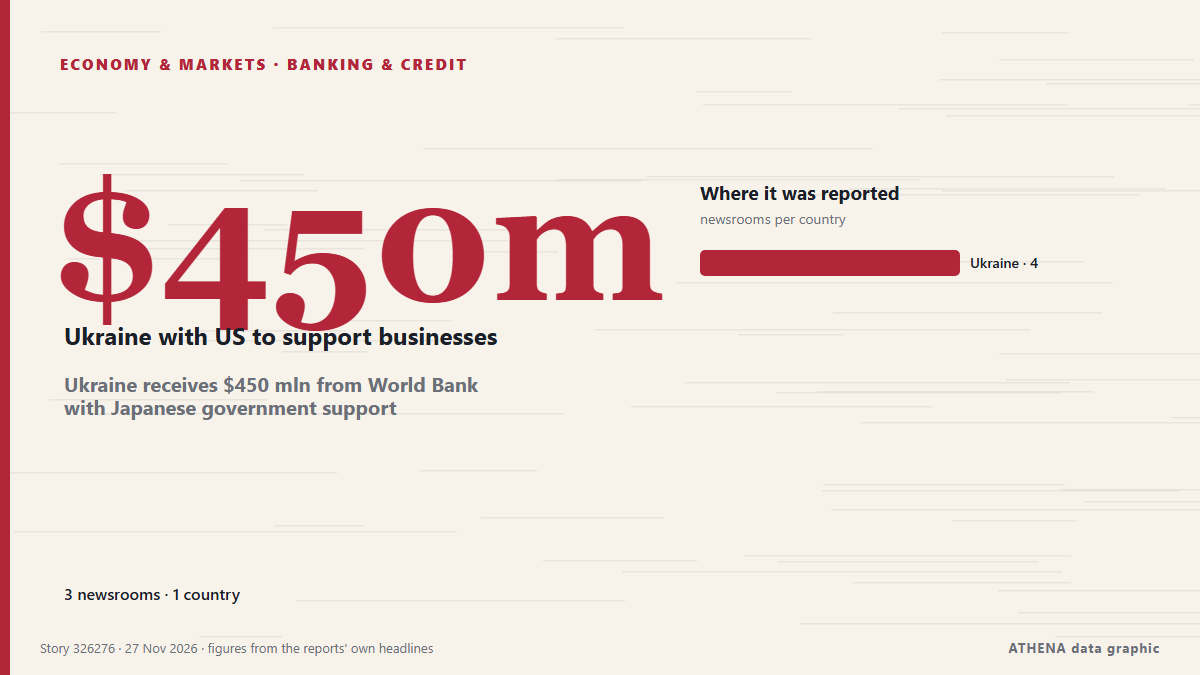 ECONOMY & MARKETS · BANKING & CREDIT
$450m
Ukraine with US to support businesses
Ukraine receives $450 mln from World Bank
with Japanese government support
Where it was reported
newsrooms per country
Ukraine · 4
3 newsrooms · 1 country
Story 326276 · 27 Nov 2026 · figures from the reports' own headlines
ATHENA data graphic